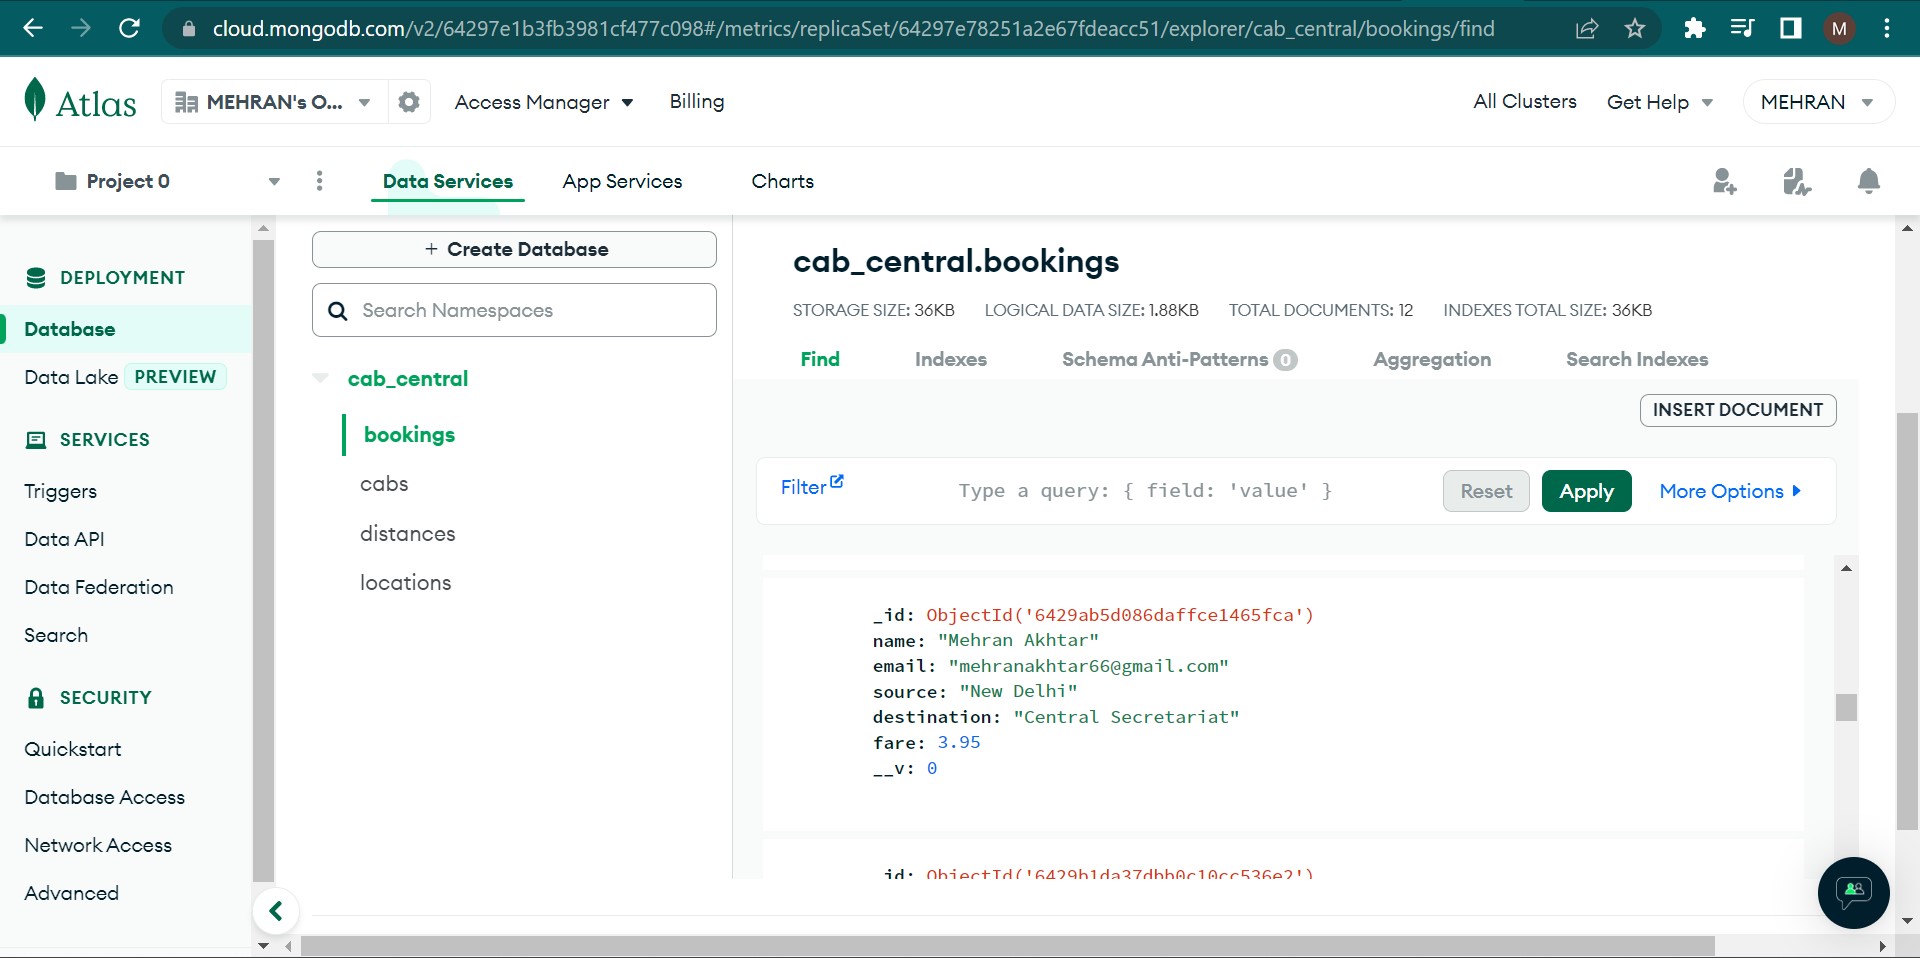 cloud.mongodb.com/v2/64297e1b3fb3981cf477c098#/metrics/replicaSet/64297e78251a2e67fdeacc51/explorer/cab_central/bookings/find
M
Atlas
MEHRAN's O...
Access Manager
Billing
All Clusters
Get Help
MEHRAN
Project 0
Data Services
App Services
Charts
DEPLOYMENT
Database
Data Lake PREVIEW
SERVICES
Triggers
Data API
Data Federation
Search
SECURITY
Quickstart
Database Access
Network Access
Advanced
+ Create Database
Search Namespaces
cab_central
bookings
cabs
distances
locations
cab_central.bookings
STORAGE SIZE: 36KB LOGICAL DATA SIZE: 1.88KB TOTAL DOCUMENTS: 12 INDEXES TOTAL SIZE: 36KB
Find Indexes Schema Anti-Patterns 0 Aggregation Search Indexes
INSERT DOCUMENT
Filter Type a query: { field: 'value' } Reset Apply More Options
_id: ObjectId('6429ab5d086daffce1465fca')
name: "Mehran Akhtar"
email: "mehranakhtar66@gmail.com"
source: "New Delhi"
destination: "Central Secretariat"
fare: 3.95
__v: 0
_id: ObjectId('6429b1da37dbb0c10cc536e2')